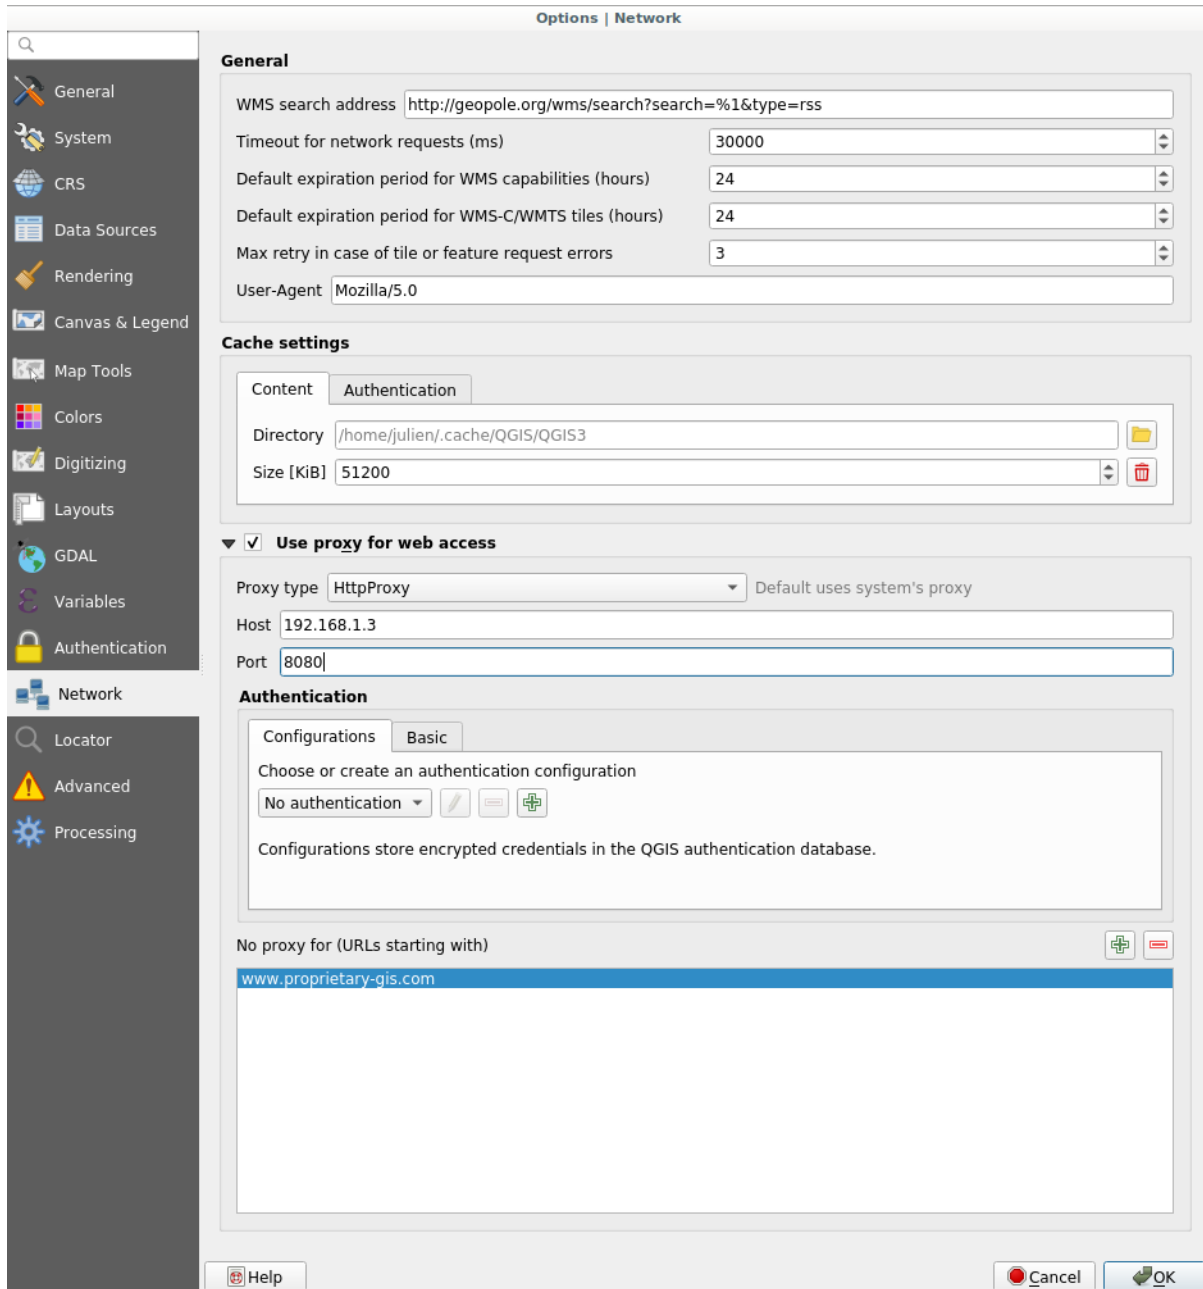 Options | Network
General
System
CRS
Data Sources
Rendering
Canvas & Legend
Map Tools
Colors
Digitizing
Layouts
GDAL
Variables
Authentication
Network
Locator
Advanced
Processing
General
WMS search address http://geopole.org/wms/search?search=%1&type=rss
Timeout for network requests (ms) 30000
Default expiration period for WMS capabilities (hours) 24
Default expiration period for WMS-C/WMTS tiles (hours) 24
Max retry in case of tile or feature request errors 3
User-Agent Mozilla/5.0
Cache settings
Content Authentication
Directory /home/julien/.cache/QGIS/QGIS3
Size [KiB] 51200
Use proxy for web access
Proxy type HttpProxy Default uses system's proxy
Host 192.168.1.3
Port 8080
Authentication
Configurations Basic
Choose or create an authentication configuration
No authentication
Configurations store encrypted credentials in the QGIS authentication database.
No proxy for (URLs starting with)
www.proprietary-gis.com
Help Cancel OK